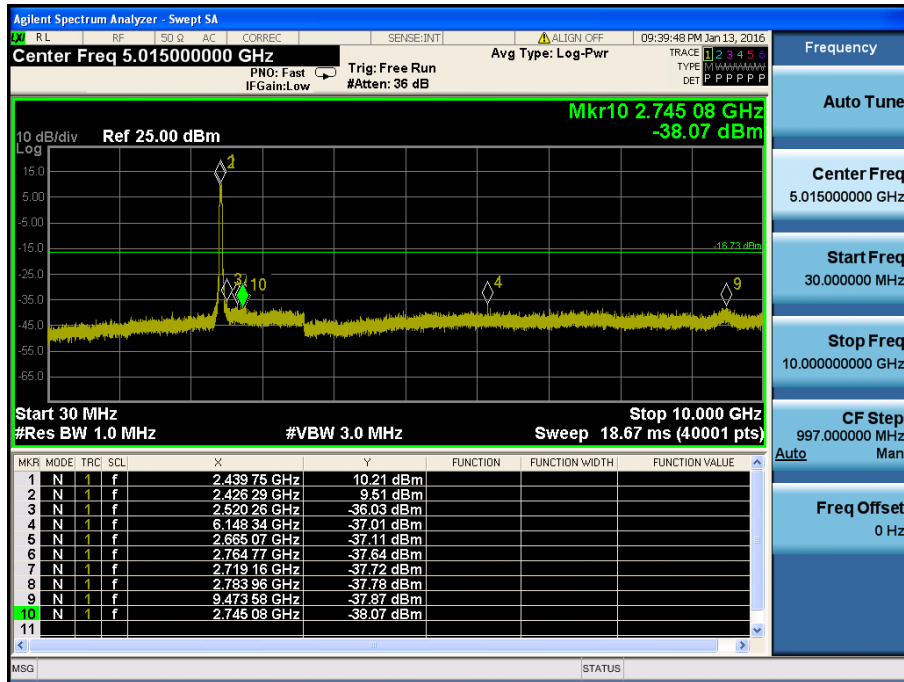 Agilent Spectrum Analyzer - Swept SA
LXI RL RF 50 Ω AC CORREC SENSE:INT ALIGN OFF 09:39:48 PM Jan 13, 2016
Center Freq 5.015000000 GHz Avg Type: Log-Pwr TRACE 1 2 3 4 5 6
PNO: Fast Trig: Free Run TYPE M W W W W W
IFGain:Low #Atten: 36 dB DET P P P P P P
Mkr10 2.745 08 GHz
10 dB/div Ref 25.00 dBm -38.07 dBm
Log
15.0
5.00
-5.00
-15.0 -16.73 dBm
-25.0
-35.0
-45.0
-55.0
-65.0
2
3 10 4 9
Start 30 MHz Stop 10.000 GHz
#Res BW 1.0 MHz #VBW 3.0 MHz Sweep 18.67 ms (40001 pts)
MKR MODE TRC SCL X Y FUNCTION FUNCTION WIDTH FUNCTION VALUE
1 N 1 f 2.439 75 GHz 10.21 dBm
2 N 1 f 2.426 29 GHz 9.51 dBm
3 N 1 f 2.520 26 GHz -36.03 dBm
4 N 1 f 6.148 34 GHz -37.01 dBm
5 N 1 f 2.665 07 GHz -37.11 dBm
6 N 1 f 2.764 77 GHz -37.64 dBm
7 N 1 f 2.719 16 GHz -37.72 dBm
8 N 1 f 2.783 96 GHz -37.78 dBm
9 N 1 f 9.473 58 GHz -37.87 dBm
10 N 1 f 2.745 08 GHz -38.07 dBm
11
MSG STATUS
Frequency
Auto Tune
Center Freq
5.015000000 GHz
Start Freq
30.000000 MHz
Stop Freq
10.000000000 GHz
CF Step
997.000000 MHz
Auto Man
Freq Offset
0 Hz